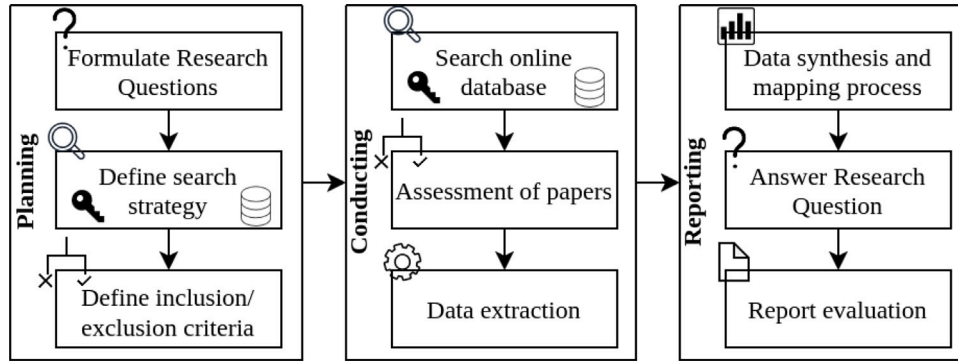 Planning
Formulate Research
Questions
Define search
strategy
Define inclusion/
exclusion criteria
Conducting
Search online
database
Assessment of papers
Data extraction
Reporting
Data synthesis and
mapping process
Answer Research
Question
Report evaluation